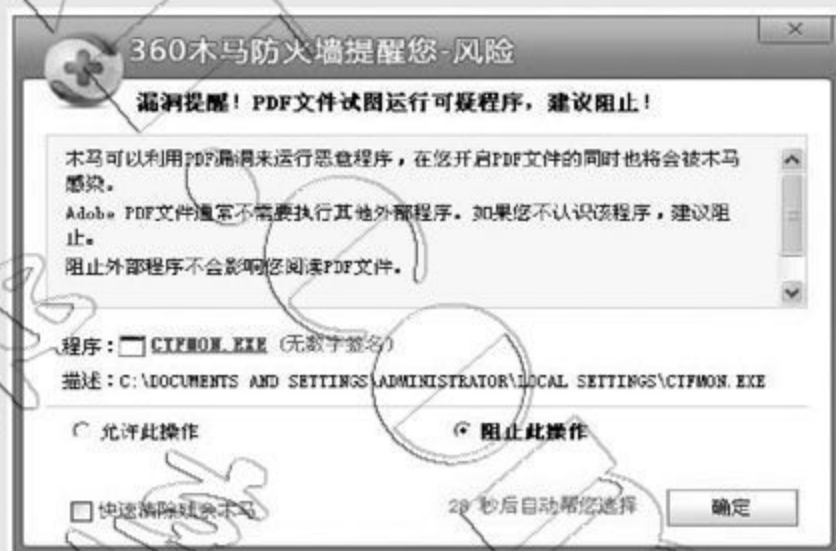 360木马防火墙提醒您-风险
漏洞提醒！PDF文件试图运行可疑程序，建议阻止！
木马可以利用PDF漏洞来运行恶意程序，在您开启PDF文件的同时也将会被木马
感染。
Adobe PDF文件通常不需要执行其他外部程序。如果您不认识该程序，建议阻
止。
阻止外部程序不会影响您阅读PDF文件。
程序：CTFMON.EXE (无数字签名)
描述：C:\DOCUMENTS AND SETTINGS\ADMINISTRATOR\LOCAL SETTINGS\CTFMON.EXE
允许此操作 阻止此操作
快速清除残余木马 秒后自动帮您选择 确定